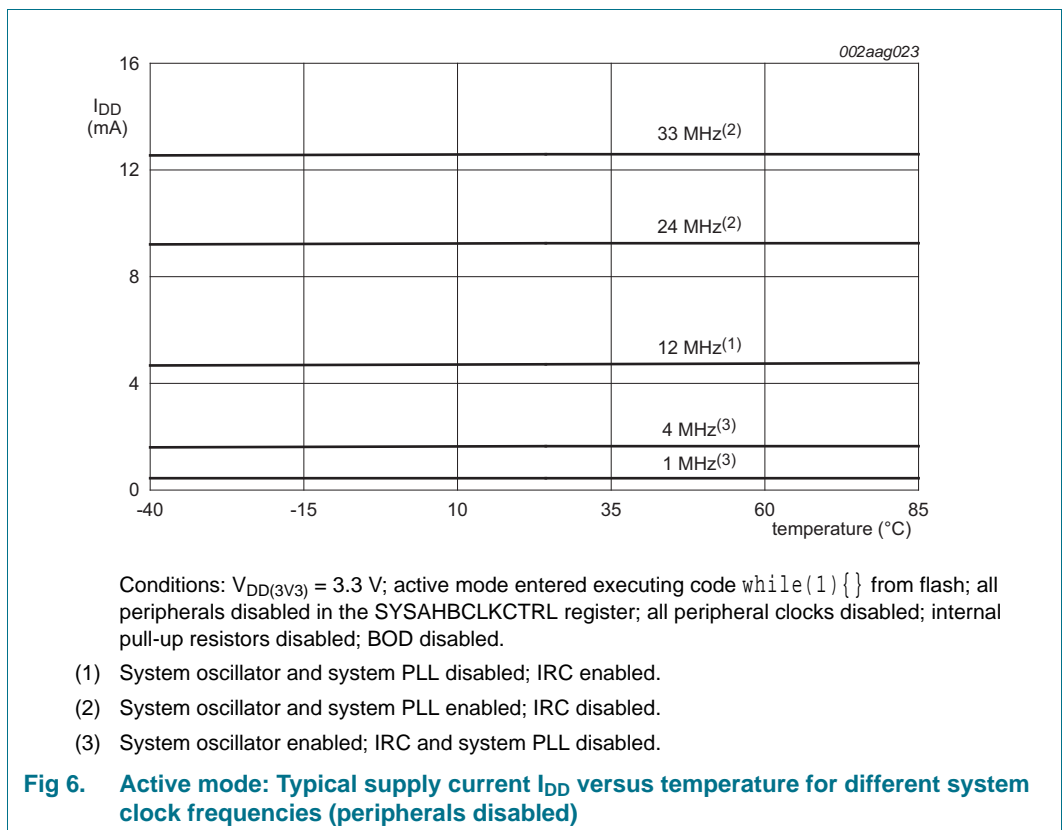 002aag023
16
I_DD
(mA)
33 MHz(2)
12
24 MHz(2)
8
12 MHz(1)
4
4 MHz(3)
1 MHz(3)
0
-40 -15 10 35 60 85
temperature (°C)
Conditions: V_DD(3V3) = 3.3 V; active mode entered executing code while(1){} from flash; all
peripherals disabled in the SYSAHBCLKCTRL register; all peripheral clocks disabled; internal
pull-up resistors disabled; BOD disabled.
(1) System oscillator and system PLL disabled; IRC enabled.
(2) System oscillator and system PLL enabled; IRC disabled.
(3) System oscillator enabled; IRC and system PLL disabled.
Fig 6. Active mode: Typical supply current I_DD versus temperature for different system
clock frequencies (peripherals disabled)